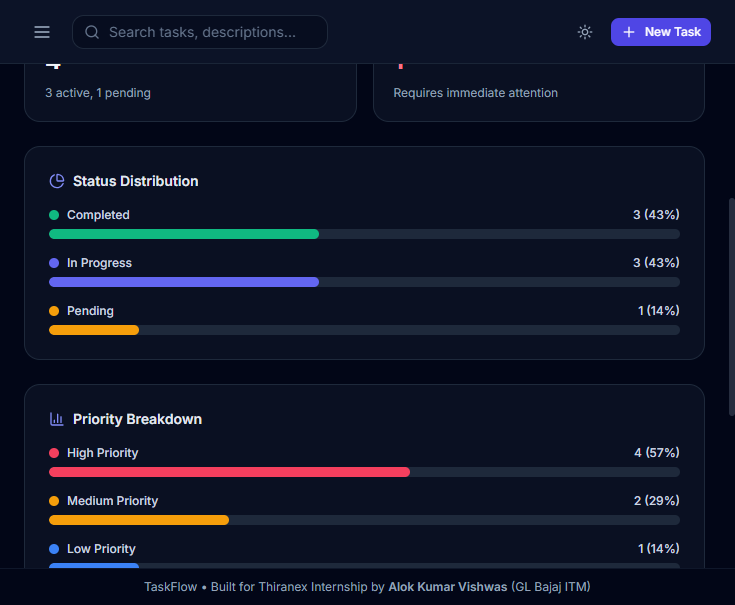 Search tasks, descriptions...
New Task
3 active, 1 pending
Requires immediate attention
Status Distribution
Completed 3 (43%)
In Progress 3 (43%)
Pending 1 (14%)
Priority Breakdown
High Priority 4 (57%)
Medium Priority 2 (29%)
Low Priority 1 (14%)
TaskFlow • Built for Thiranex Internship by Alok Kumar Vishwas (GL Bajaj ITM)